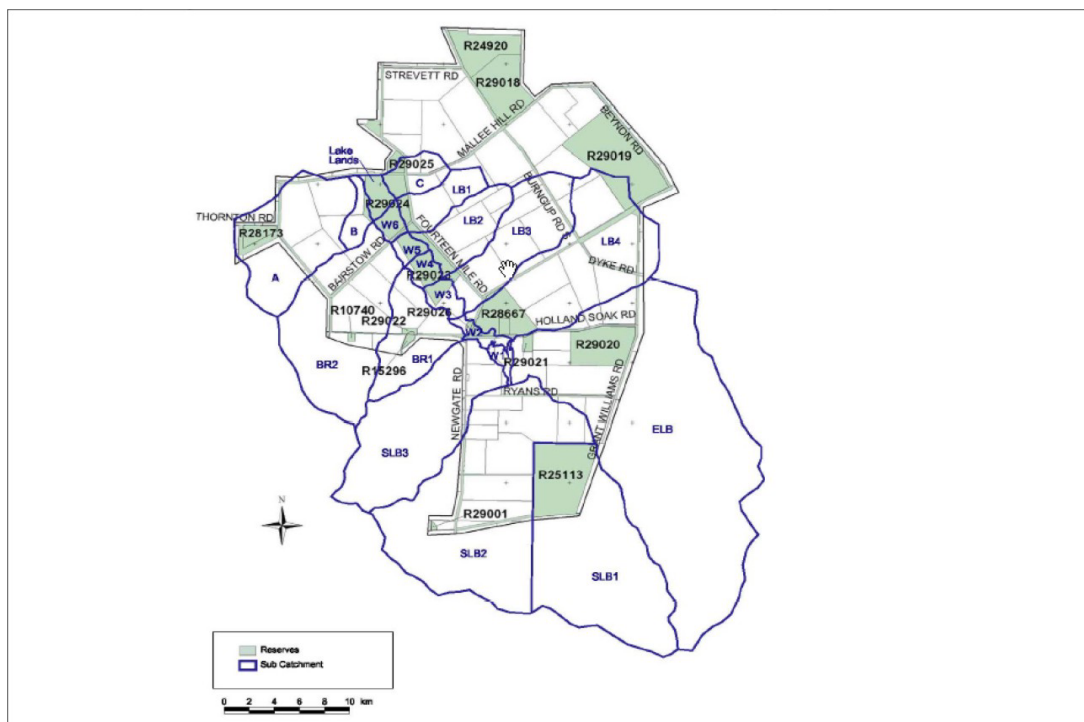 R24920
STREVETT RD
R29018
MALLEE HILL RD
BEYNON RD
R29019
Lake
Lands
R29025
C
LB1
R29024
THORNTON RD
R28173
BURNGUP RD S
LB2
W6
B
FOURTEEN MILE RD
LB3
BAIRSTOW RD
W5
W4
LB4
DYKE RD
A
R29023
W3
R10740
R29026
R28667
HOLLAND SOAK RD
R29022
W2
W1
R29021
R29020
BR1
BR2
R15296
RYANS RD
NEWGATE RD
GRANT WILLIAMS RD
ELB
SLB3
R25113
R29001
N
SLB2
SLB1
Reserves
Sub Catchment
0 2 4 6 8 10 km